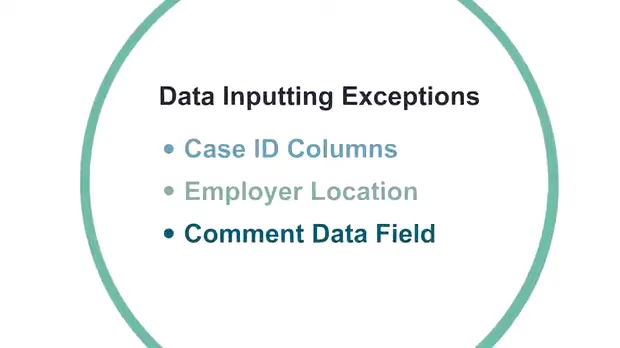 Data Inputting Exceptions
• Case ID Columns
• Employer Location
• Comment Data Field